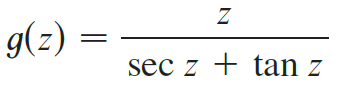 g(z) = z / (sec z + tan z)